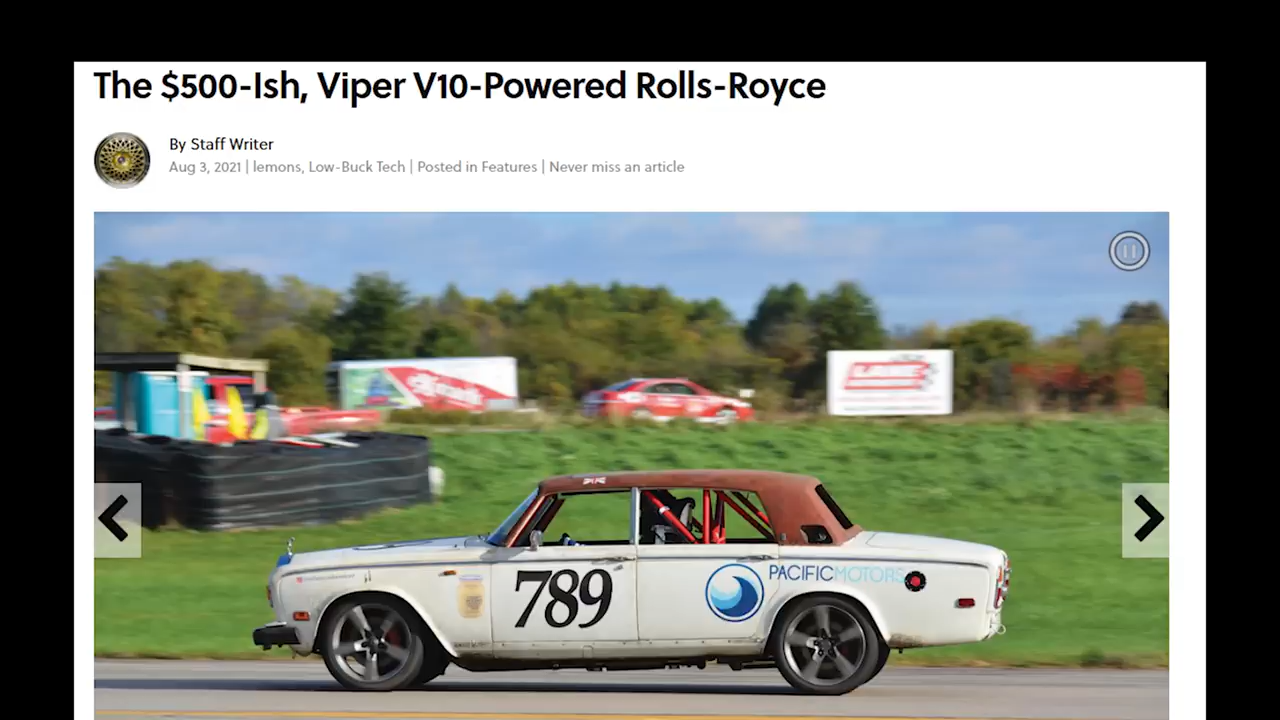 The $500-Ish, Viper V10-Powered Rolls-Royce
By Staff Writer
Aug 3, 2021 | lemons, Low-Buck Tech | Posted in Features | Never miss an article
LANE
789
PACIFICMOTORS